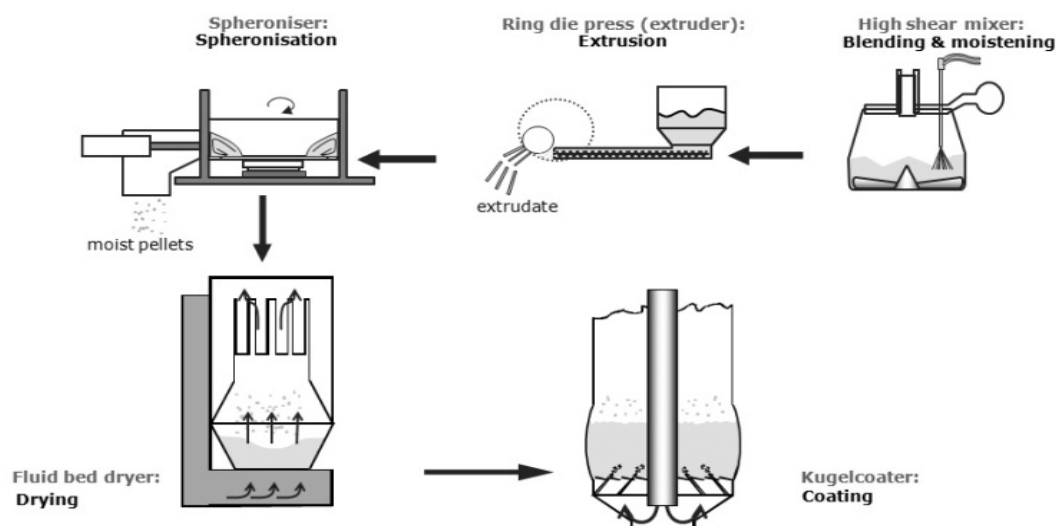 Spheroniser:
Spheronisation
Ring die press (extruder):
Extrusion
High shear mixer:
Blending & moistening
extrudate
moist pellets
Fluid bed dryer:
Drying
Kugelcoater:
Coating